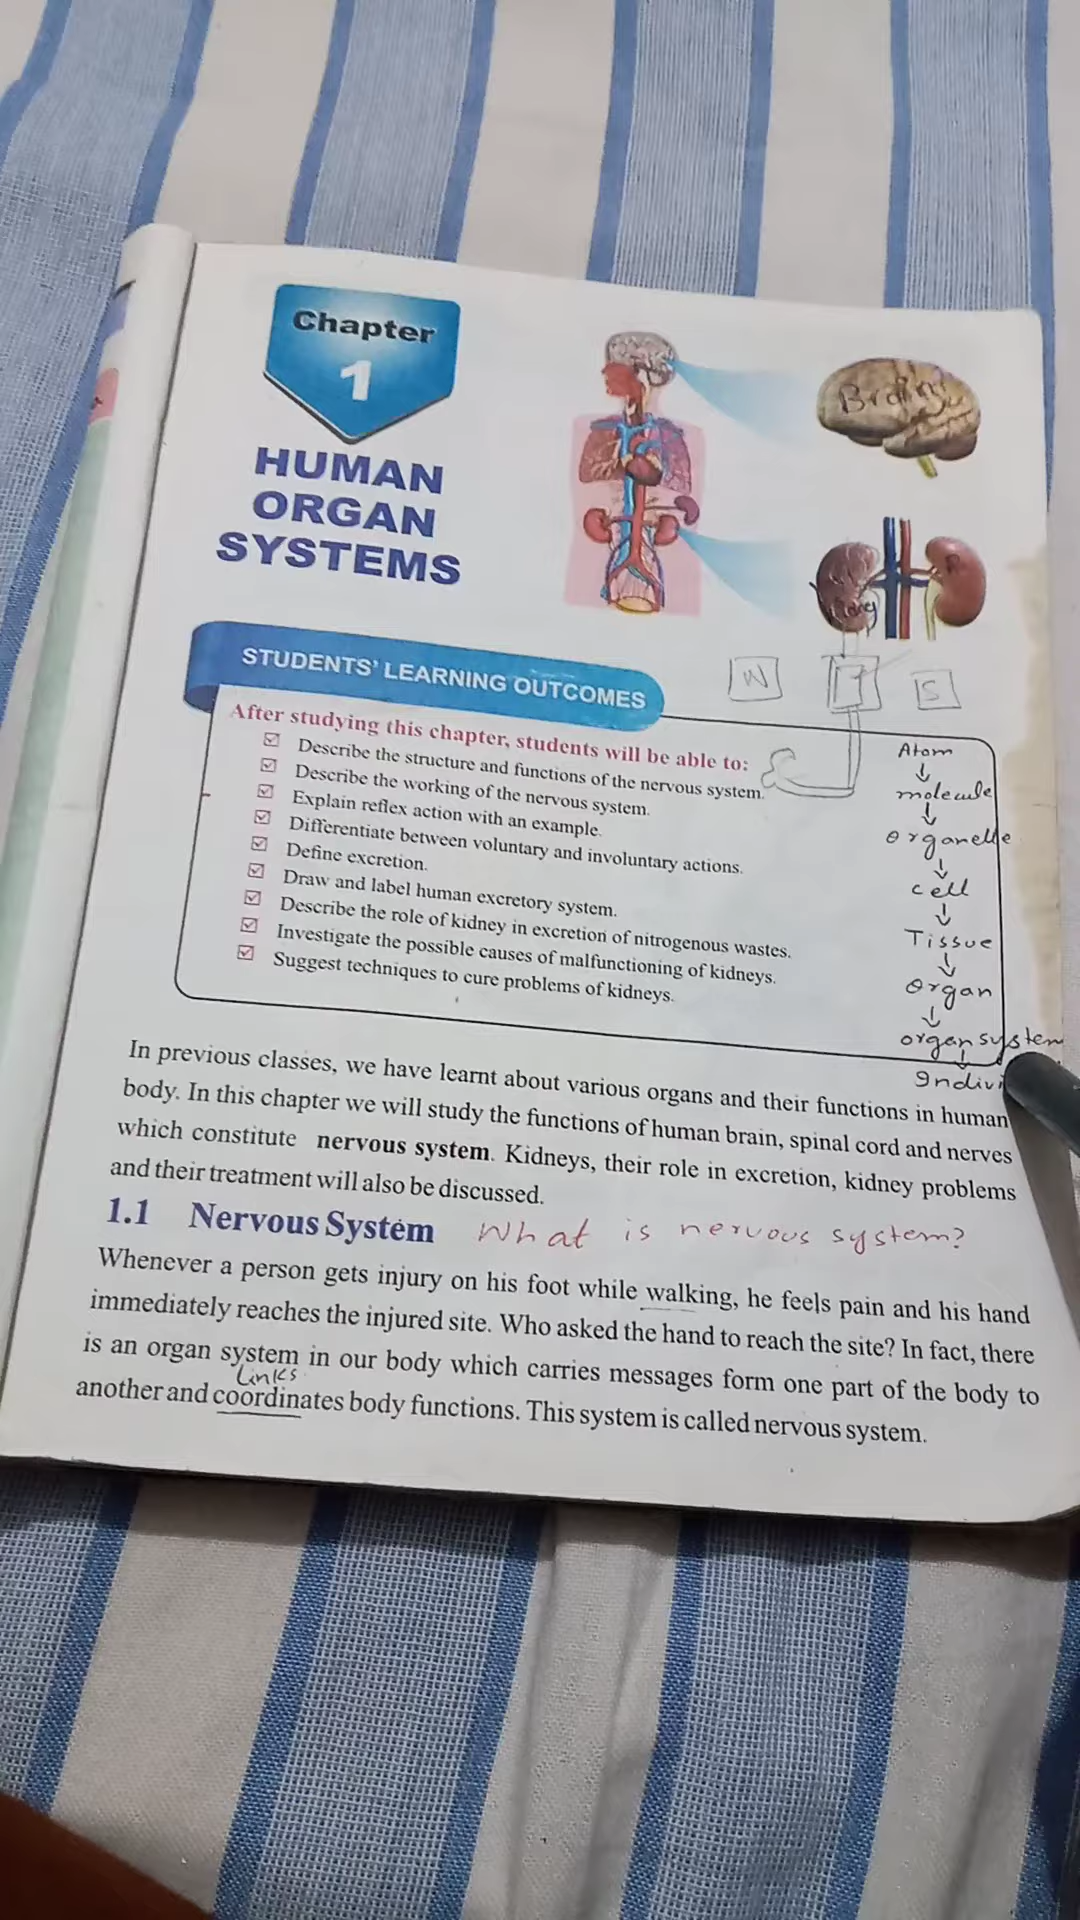 Chapter
1
HUMAN
ORGAN
SYSTEMS
Brain
STUDENTS' LEARNING OUTCOMES
N
S
After studying this chapter, students will be able to:
Describe the structure and functions of the nervous system.
Describe the working of the nervous system.
Explain reflex action with an example.
Differentiate between voluntary and involuntary actions.
Define excretion.
Draw and label human excretory system.
Describe the role of kidney in excretion of nitrogenous wastes.
Investigate the possible causes of malfunctioning of kidneys.
Suggest techniques to cure problems of kidneys.
Atom
molecule
organelle
cell
Tissue
organ
organ system
Indivi
In previous classes, we have learnt about various organs and their functions in human
body. In this chapter we will study the functions of human brain, spinal cord and nerves
which constitute nervous system. Kidneys, their role in excretion, kidney problems
and their treatment will also be discussed.
1.1 Nervous System What is nervous system?
Whenever a person gets injury on his foot while walking, he feels pain and his hand
immediately reaches the injured site. Who asked the hand to reach the site? In fact, there
is an organ system in our body which carries messages form one part of the body to
Links
another and coordinates body functions. This system is called nervous system.